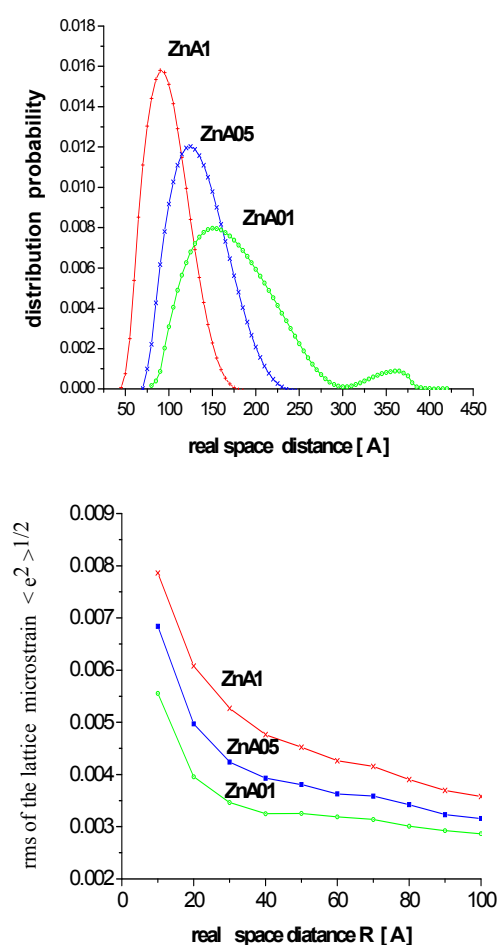 ZnA1
0.018
0.016
0.014
0.012
0.010
0.008
0.006
0.004
0.002
0.000
distribution probability
ZnA05
ZnA01
50 100 150 200 250 300 350 400 450
real space distance [ A]
0.009
0.008
0.007
0.006
0.005
0.004
0.003
0.002
rms of the lattice microstrain < e2 >1/2
ZnA1
ZnA05
ZnA01
0 20 40 60 80 100
real space diatance R [ A]